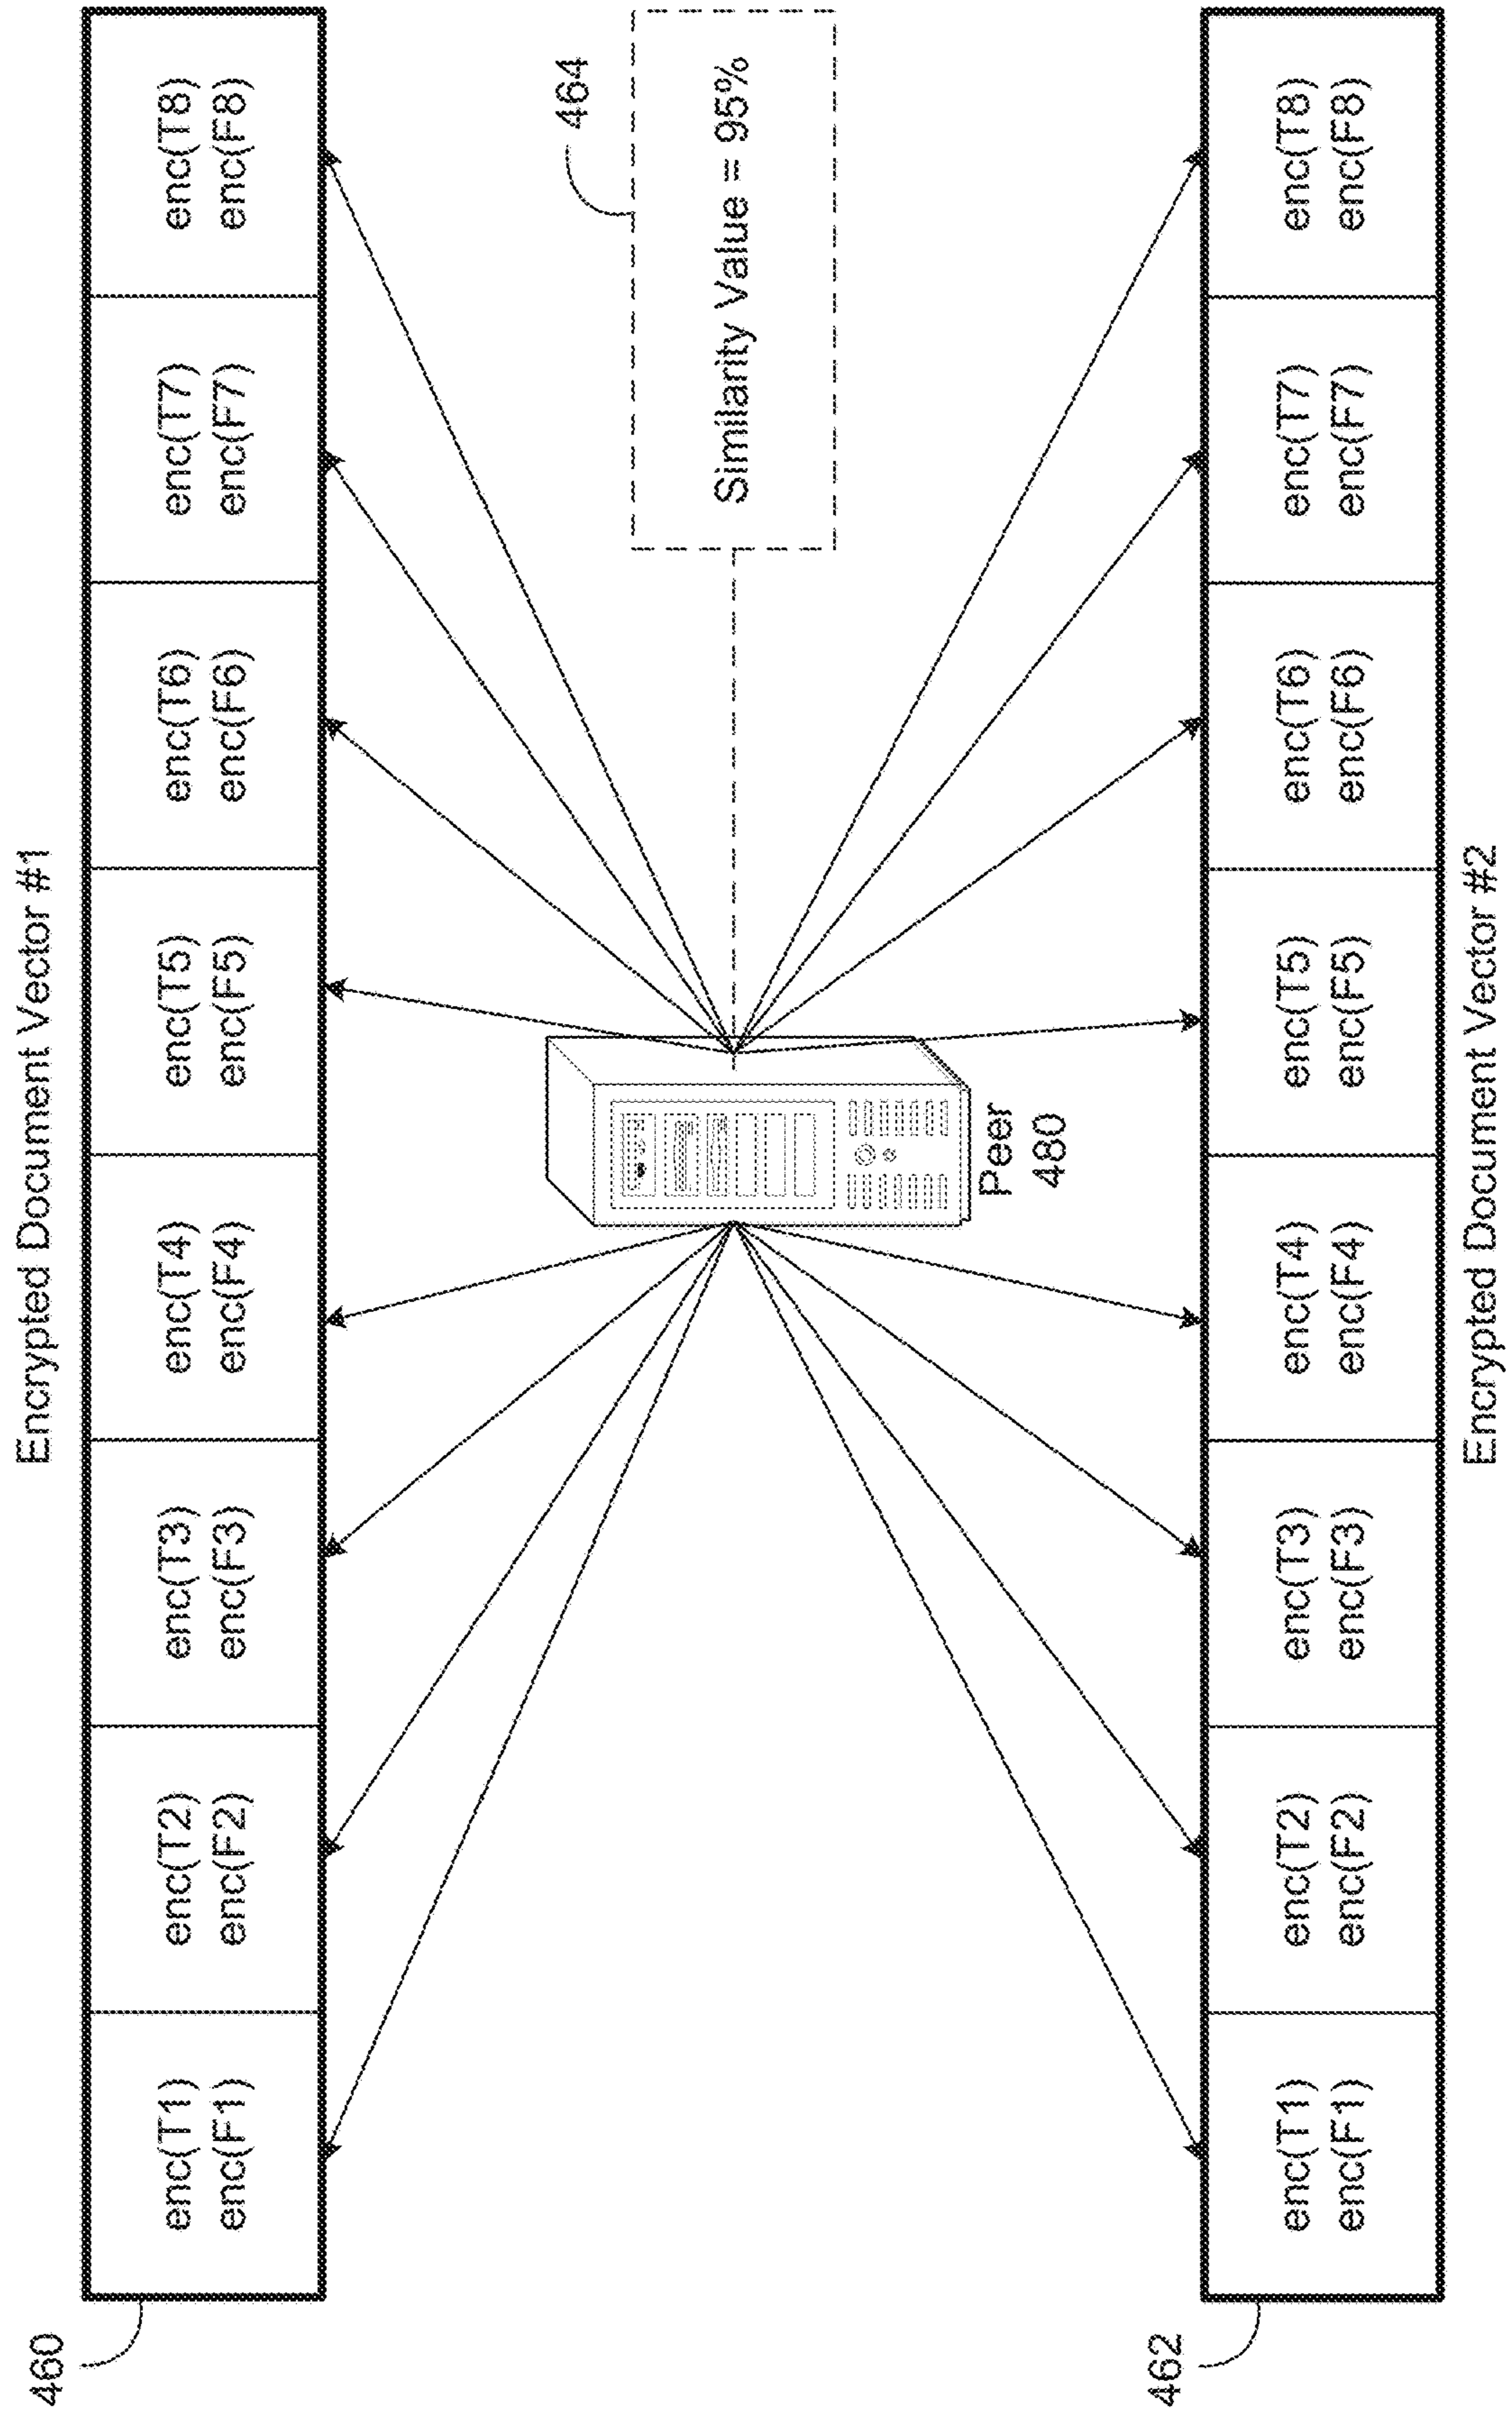 Encrypted Document Vector #1
460
enc(T1)
enc(F1)
enc(T2)
enc(F2)
enc(T3)
enc(F3)
enc(T4)
enc(F4)
enc(T5)
enc(F5)
enc(T6)
enc(F6)
enc(T7)
enc(F7)
enc(T8)
enc(F8)
464
Similarity Value = 95%
Peer
480
462
enc(T1)
enc(F1)
enc(T2)
enc(F2)
enc(T3)
enc(F3)
enc(T4)
enc(F4)
enc(T5)
enc(F5)
enc(T6)
enc(F6)
enc(T7)
enc(F7)
enc(T8)
enc(F8)
Encrypted Document Vector #2